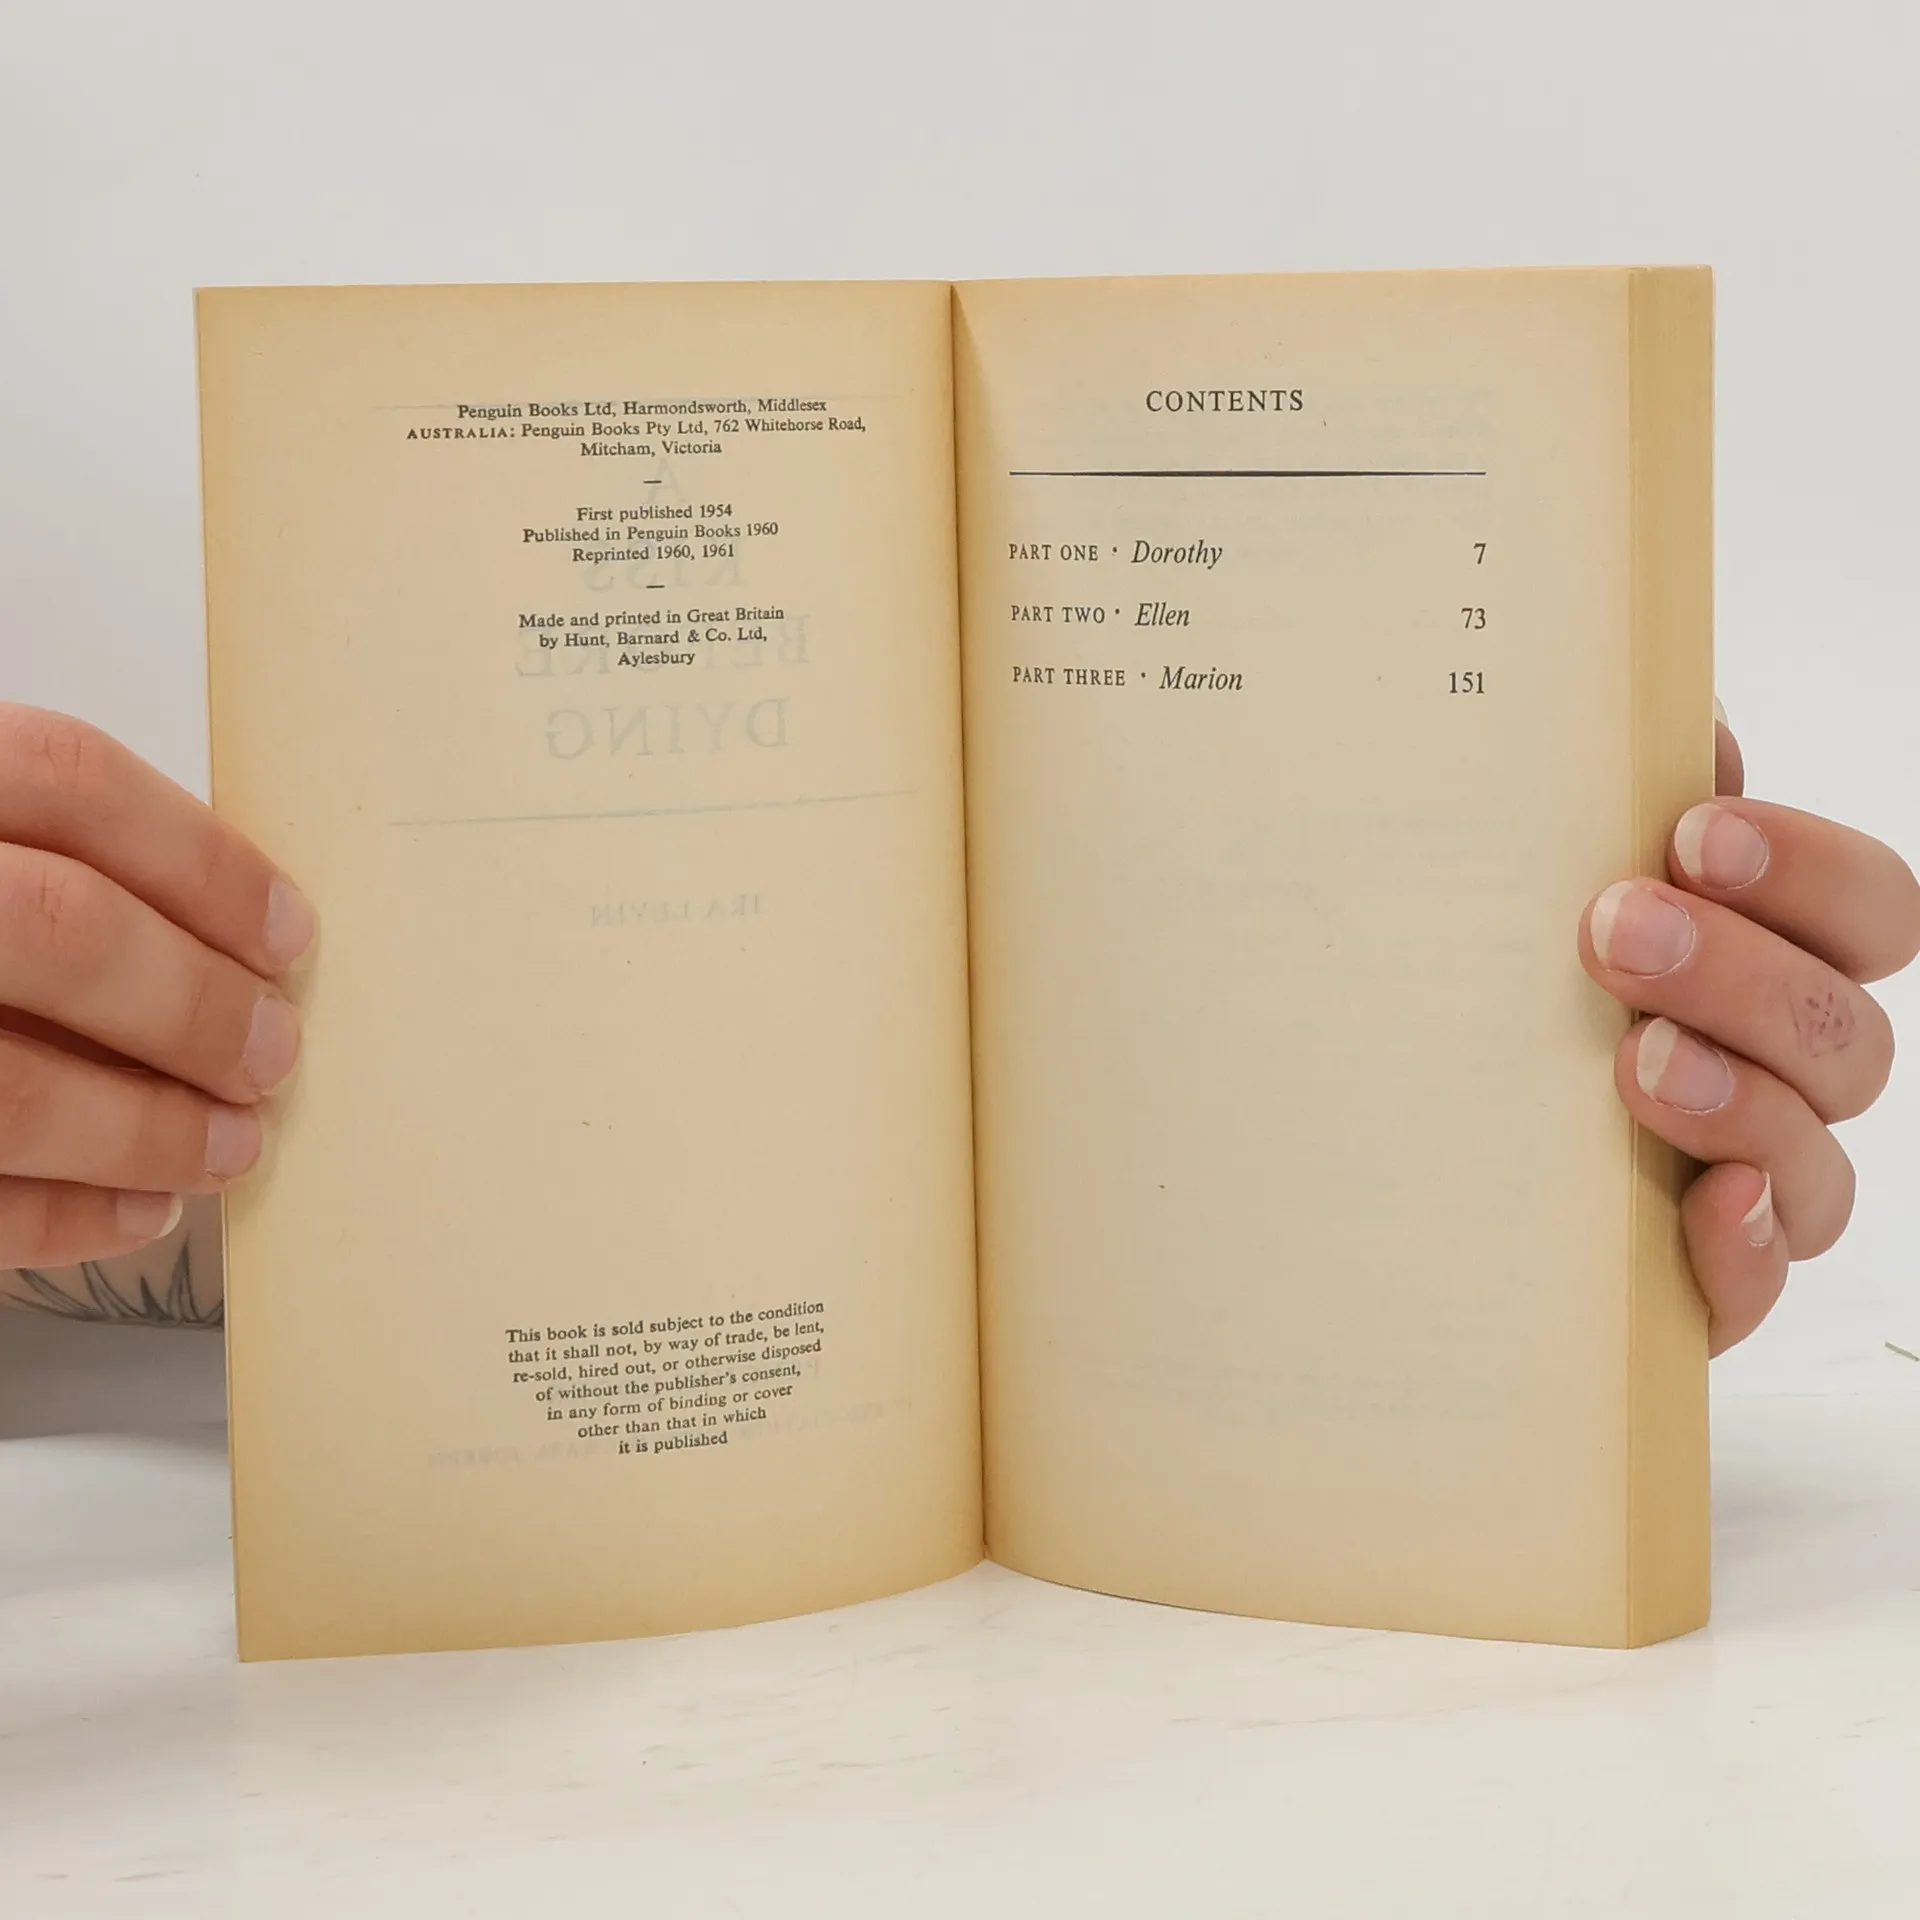 Penguin Books Ltd, Harmondsworth, Middlesex
AUSTRALIA: Penguin Books Pty Ltd, 762 Whitehorse Road,
Mitcham, Victoria
—
First published 1954
Published in Penguin Books 1960
Reprinted 1960, 1961
—
Made and printed in Great Britain
by Hunt, Barnard & Co. Ltd,
Aylesbury
A
KISS
BEFORE
DYING
IRA LEVIN
This book is sold subject to the condition
that it shall not, by way of trade, be lent,
re-sold, hired out, or otherwise disposed
of without the publisher's consent,
in any form of binding or cover
other than that in which
it is published
CONTENTS
PART ONE · Dorothy 7
PART TWO · Ellen 73
PART THREE · Marion 151